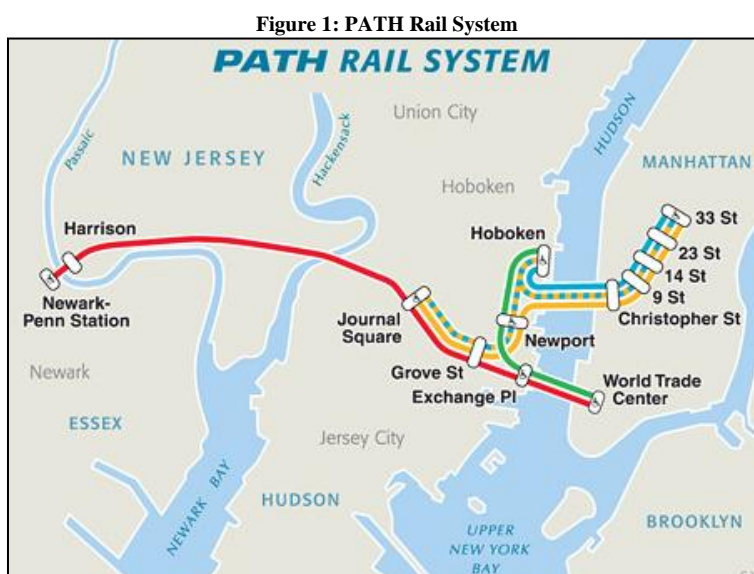 Figure 1: PATH Rail System
PATH RAIL SYSTEM
Union City
HUDSON
Passaic
NEW JERSEY
Hackensack
MANHATTAN
Hoboken
33 St
Harrison
Hoboken
23 St
14 St
9 St
Newark-
Penn Station
Journal
Square
Christopher St
Newport
Newark
Grove St
Exchange Pl
World Trade
Center
ESSEX
Jersey City
NEWARK BAY
HUDSON
UPPER
NEW YORK
BAY
BROOKLYN